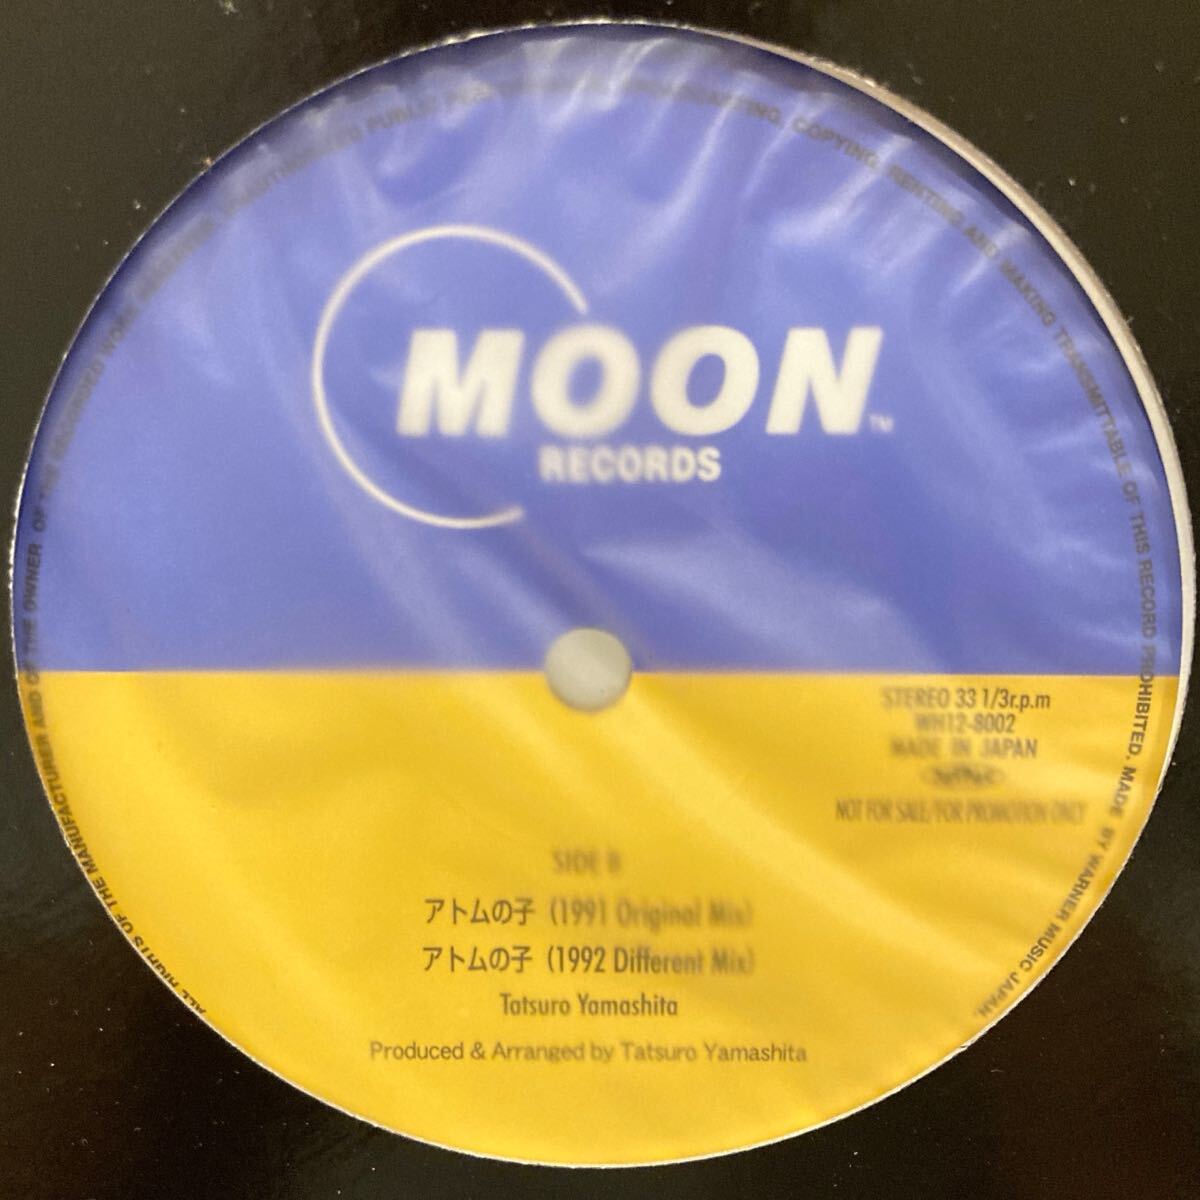 MOON™
RECORDS
STEREO 33 1/3r.p.m
WH12-8002
MADE IN JAPAN
NOT FOR SALE/FOR PROMOTION ONLY
SIDE B
アトムの子 (1991 Original Mix)
アトムの子 (1992 Different Mix)
Tatsuro Yamashita
Produced & Arranged by Tatsuro Yamashita
ALL RIGHTS OF THE MANUFACTURER AND OF THE OWNER OF THE RECORDED WORK RESERVED. UNAUTHORIZED PUBLIC PERFORMANCE, BROADCASTING, COPYING, RENTING AND MAKING TRANSMITTABLE OF THIS RECORD PROHIBITED. MADE BY WARNER MUSIC JAPAN.